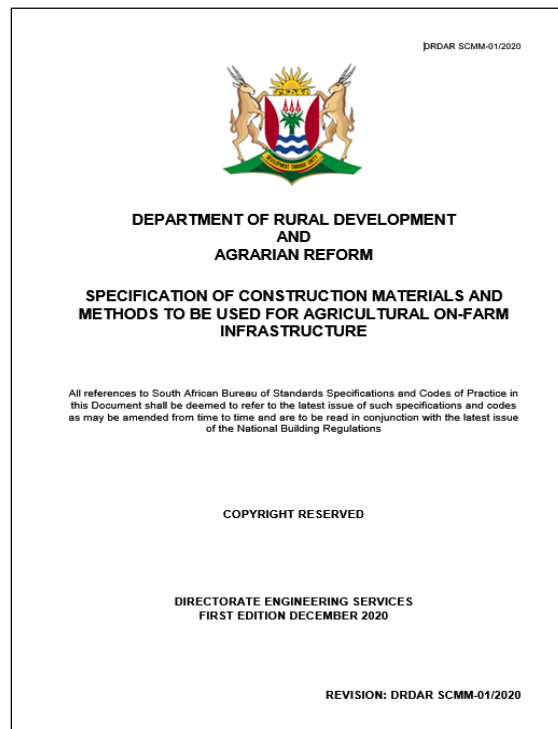 DRDAR SCMM-01/2020
DEVELOPMENT THROUGH UNITY
DEPARTMENT OF RURAL DEVELOPMENT
AND
AGRARIAN REFORM
SPECIFICATION OF CONSTRUCTION MATERIALS AND
METHODS TO BE USED FOR AGRICULTURAL ON-FARM
INFRASTRUCTURE
All references to South African Bureau of Standards Specifications and Codes of Practice in
this Document shall be deemed to refer to the latest issue of such specifications and codes
as may be amended from time to time and are to be read in conjunction with the latest issue
of the National Building Regulations
COPYRIGHT RESERVED
DIRECTORATE ENGINEERING SERVICES
FIRST EDITION DECEMBER 2020
REVISION: DRDAR SCMM-01/2020